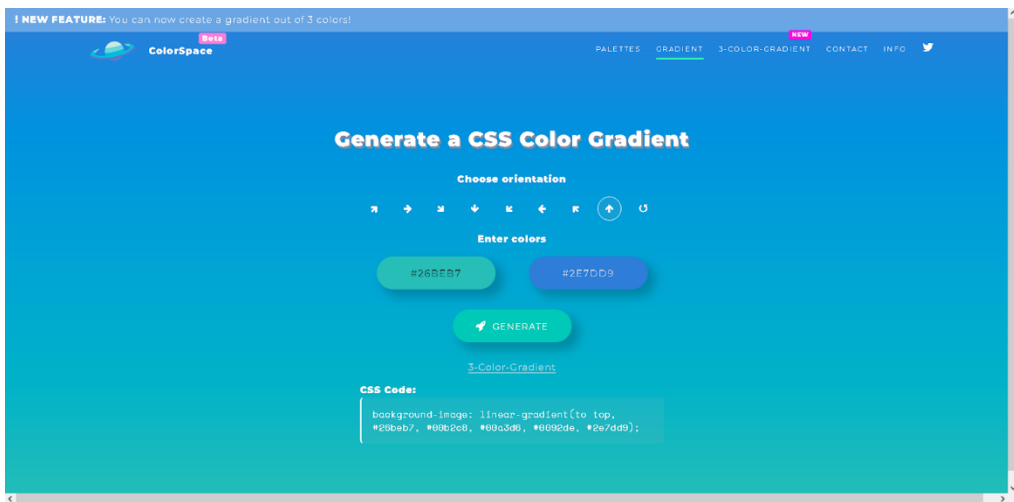 ! NEW FEATURE: You can now create a gradient out of 3 colors!
Beta
ColorSpace
NEW
PALETTES GRADIENT 3-COLOR-GRADIENT CONTACT INFO
Generate a CSS Color Gradient
Choose orientation
Enter colors
#26BEB7 #2E7DD9
GENERATE
3-Color-Gradient
CSS Code:
background-image: linear-gradient(to top,
#26beb7, #00b2c8, #00a3d6, #0092de, #2e7dd9);